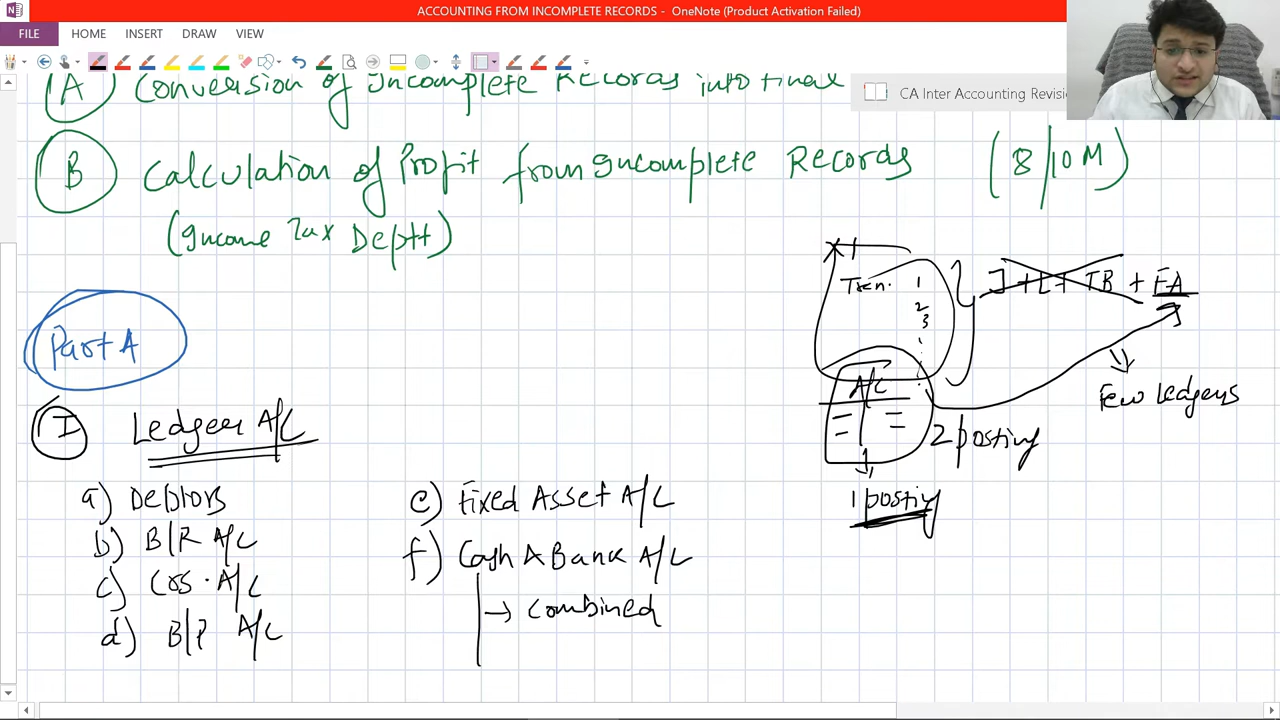 ACCOUNTING FROM INCOMPLETE RECORDS - OneNote (Product Activation Failed)
FILE HOME INSERT DRAW VIEW
CA Inter Accounting Revisi
A Conversion of Incomplete Records into Final
B Calculation of Profit from Incomplete Records (8/10M)
(Income Tax Deptt)
Tran. 1
2
3
J + L + TB + FA
Part A
A/C
Few Ledgers
2 posting
1 posting
I Ledger A/C
a) Debtors
b) B/R A/C
c) Crs. A/C
d) B/P A/C
e) Fixed Asset A/C
f) Cash & Bank A/C
→ Combined